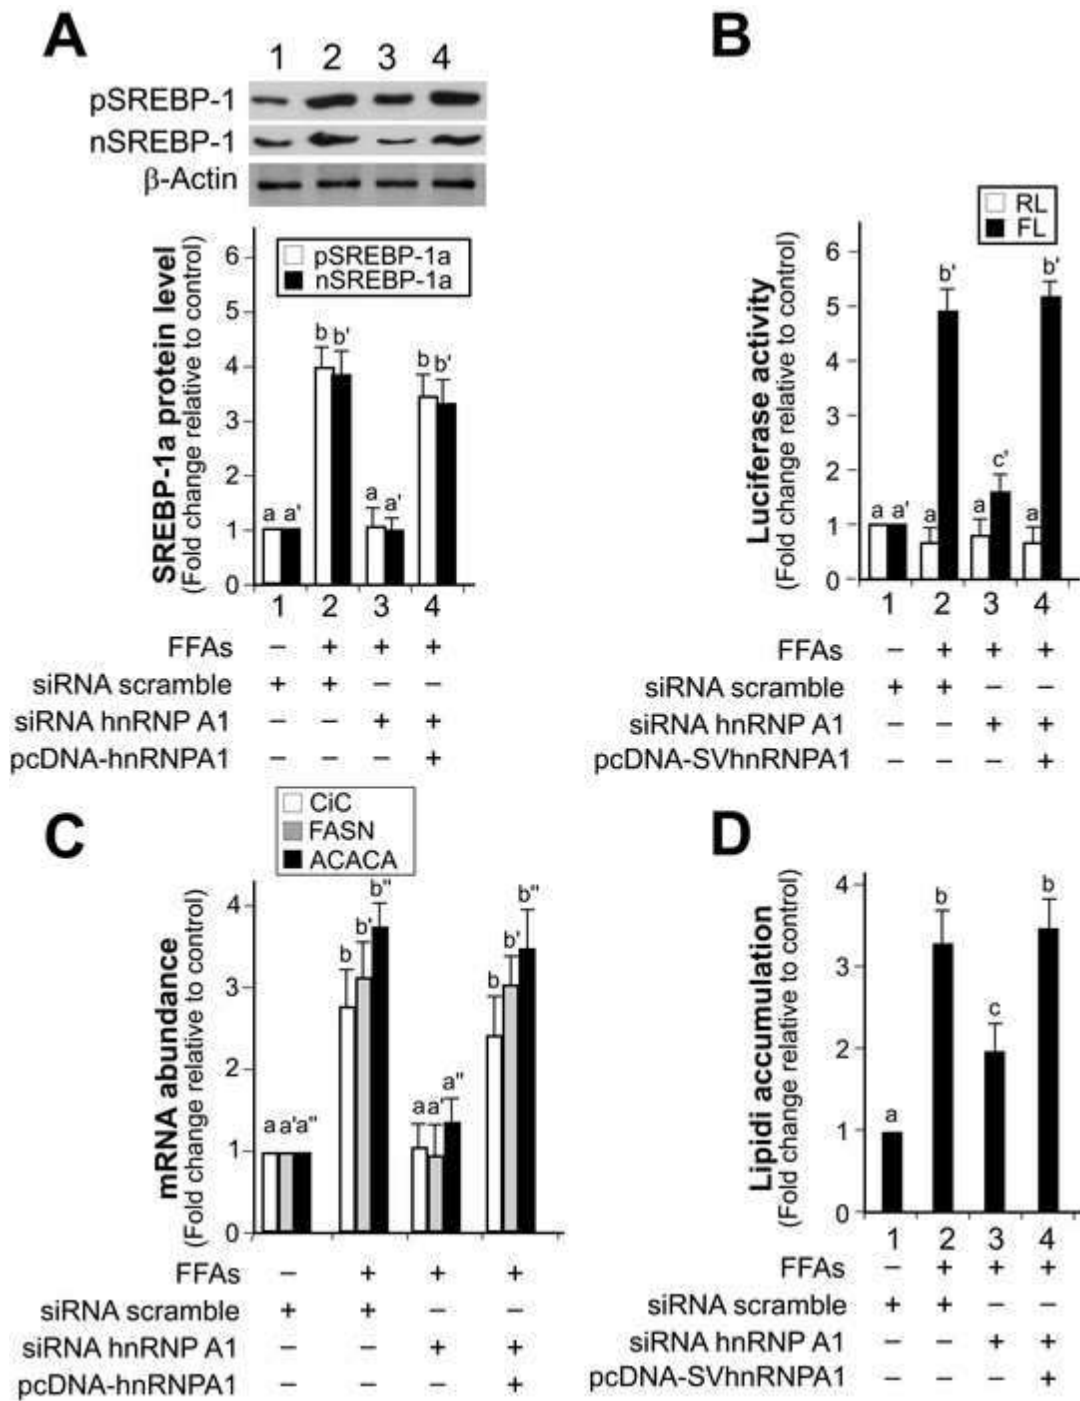 A
1 2 3 4
pSREBP-1
nSREBP-1
β-Actin
SREBP-1a protein level
(Fold change relative to control)
pSREBP-1a
nSREBP-1a
6
5
4
3
2
1
0
a a' b b' a a' b b'
1 2 3 4
FFAs – + + +
siRNA scramble + + – –
siRNA hnRNP A1 – – + +
pcDNA-hnRNPA1 – – – +
B
RL
FL
Luciferase activity
(Fold change relative to control)
6
5
4
3
2
1
0
a a' a b' a c' a b'
1 2 3 4
FFAs – + + +
siRNA scramble + + – –
siRNA hnRNP A1 – – + +
pcDNA-SVhnRNPA1 – – – +
C
CiC
FASN
ACACA
mRNA abundance
(Fold change relative to control)
4
3
2
1
0
a a' a" b b' b" a a' a" b b' b"
FFAs – + + +
siRNA scramble + + – –
siRNA hnRNP A1 – – + +
pcDNA-hnRNPA1 – – – +
D
Lipidi accumulation
(Fold change relative to control)
4
3
2
1
0
a b c b
1 2 3 4
FFAs – + + +
siRNA scramble + + – –
siRNA hnRNP A1 – – + +
pcDNA-SVhnRNPA1 – – – +